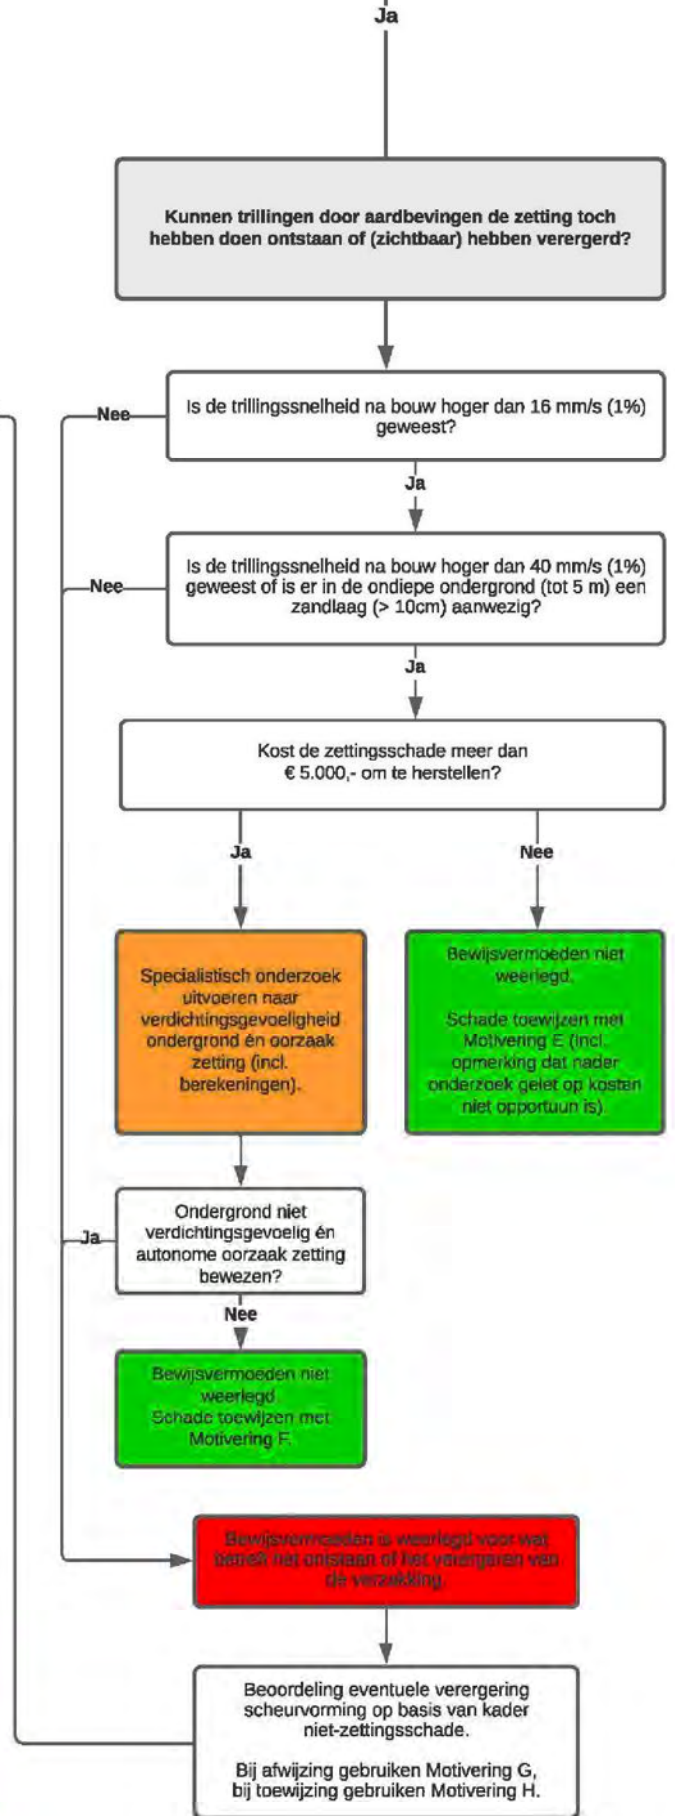 Ja
Kunnen trillingen door aardbevingen de zetting toch
hebben doen ontstaan of (zichtbaar) hebben verergerd?
Nee
Is de trillingssnelheid na bouw hoger dan 16 mm/s (1%)
geweest?
Ja
Nee
Is de trillingssnelheid na bouw hoger dan 40 mm/s (1%)
geweest of is er in de ondiepe ondergrond (tot 5 m) een
zandlaag (> 10cm) aanwezig?
Ja
Kost de zettingsschade meer dan
€ 5.000,- om te herstellen?
Ja
Nee
Specialistisch onderzoek
uitvoeren naar
verdichtingsgevoeligheid
ondergrond én oorzaak
zetting (incl.
berekeningen).
Bewijsvermoeden niet
weerlegd.
Schade toewijzen met
Motivering E (incl.
opmerking dat nader
onderzoek gelet op kosten
niet opportuun is)
Ja
Ondergrond niet
verdichtingsgevoelig én
autonome oorzaak zetting
bewezen?
Nee
Bewijsvermoeden niet
weerlegd
Schade toewijzen met
Motivering F.
Bewijsvermoeden is weerlegd voor wat
betreft het ontstaan of het verergeren van
de verzakking.
Beoordeling eventuele verergering
scheurvorming op basis van kader
niet-zettingsschade.
Bij afwijzing gebruiken Motivering G,
bij toewijzing gebruiken Motivering H.